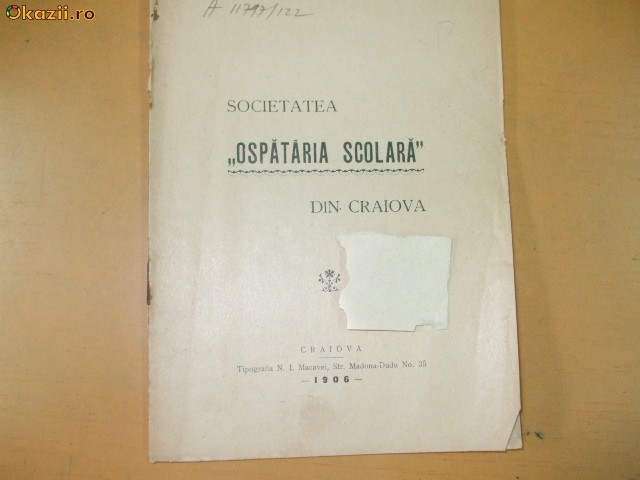 Okazii.ro
A 11797/122
SOCIETATEA
„OSPĂTĂRIA SCOLARĂ”
DIN CRAIOVA
CRAIOVA
Tipografia N. I. Macavei, Str. Madona-Dudu No. 35
— 1906 —